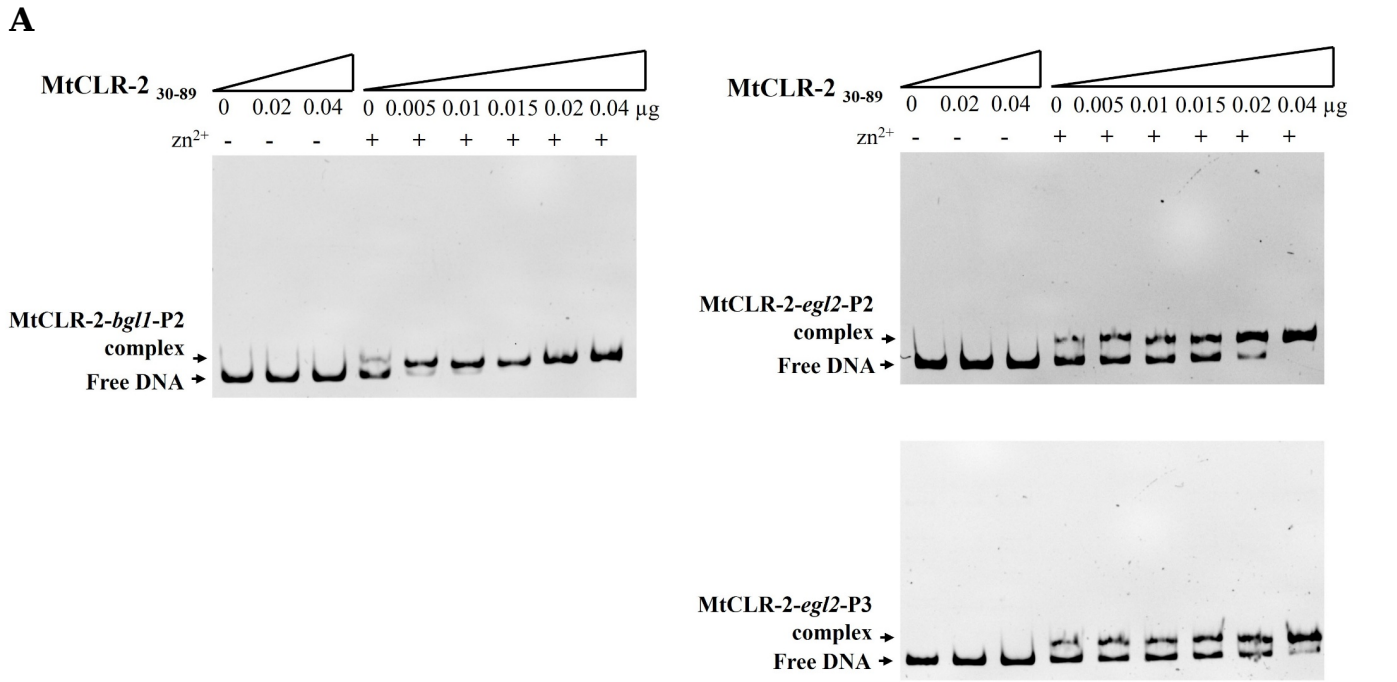 A
MtCLR-2 30-89
0 0.02 0.04 0 0.005 0.01 0.015 0.02 0.04 µg
zn2+ - - - + + + + + +
MtCLR-2-bgl1-P2
complex
Free DNA
MtCLR-2 30-89
0 0.02 0.04 0 0.005 0.01 0.015 0.02 0.04 µg
zn2+ - - - + + + + + +
MtCLR-2-egl2-P2
complex
Free DNA
MtCLR-2-egl2-P3
complex
Free DNA